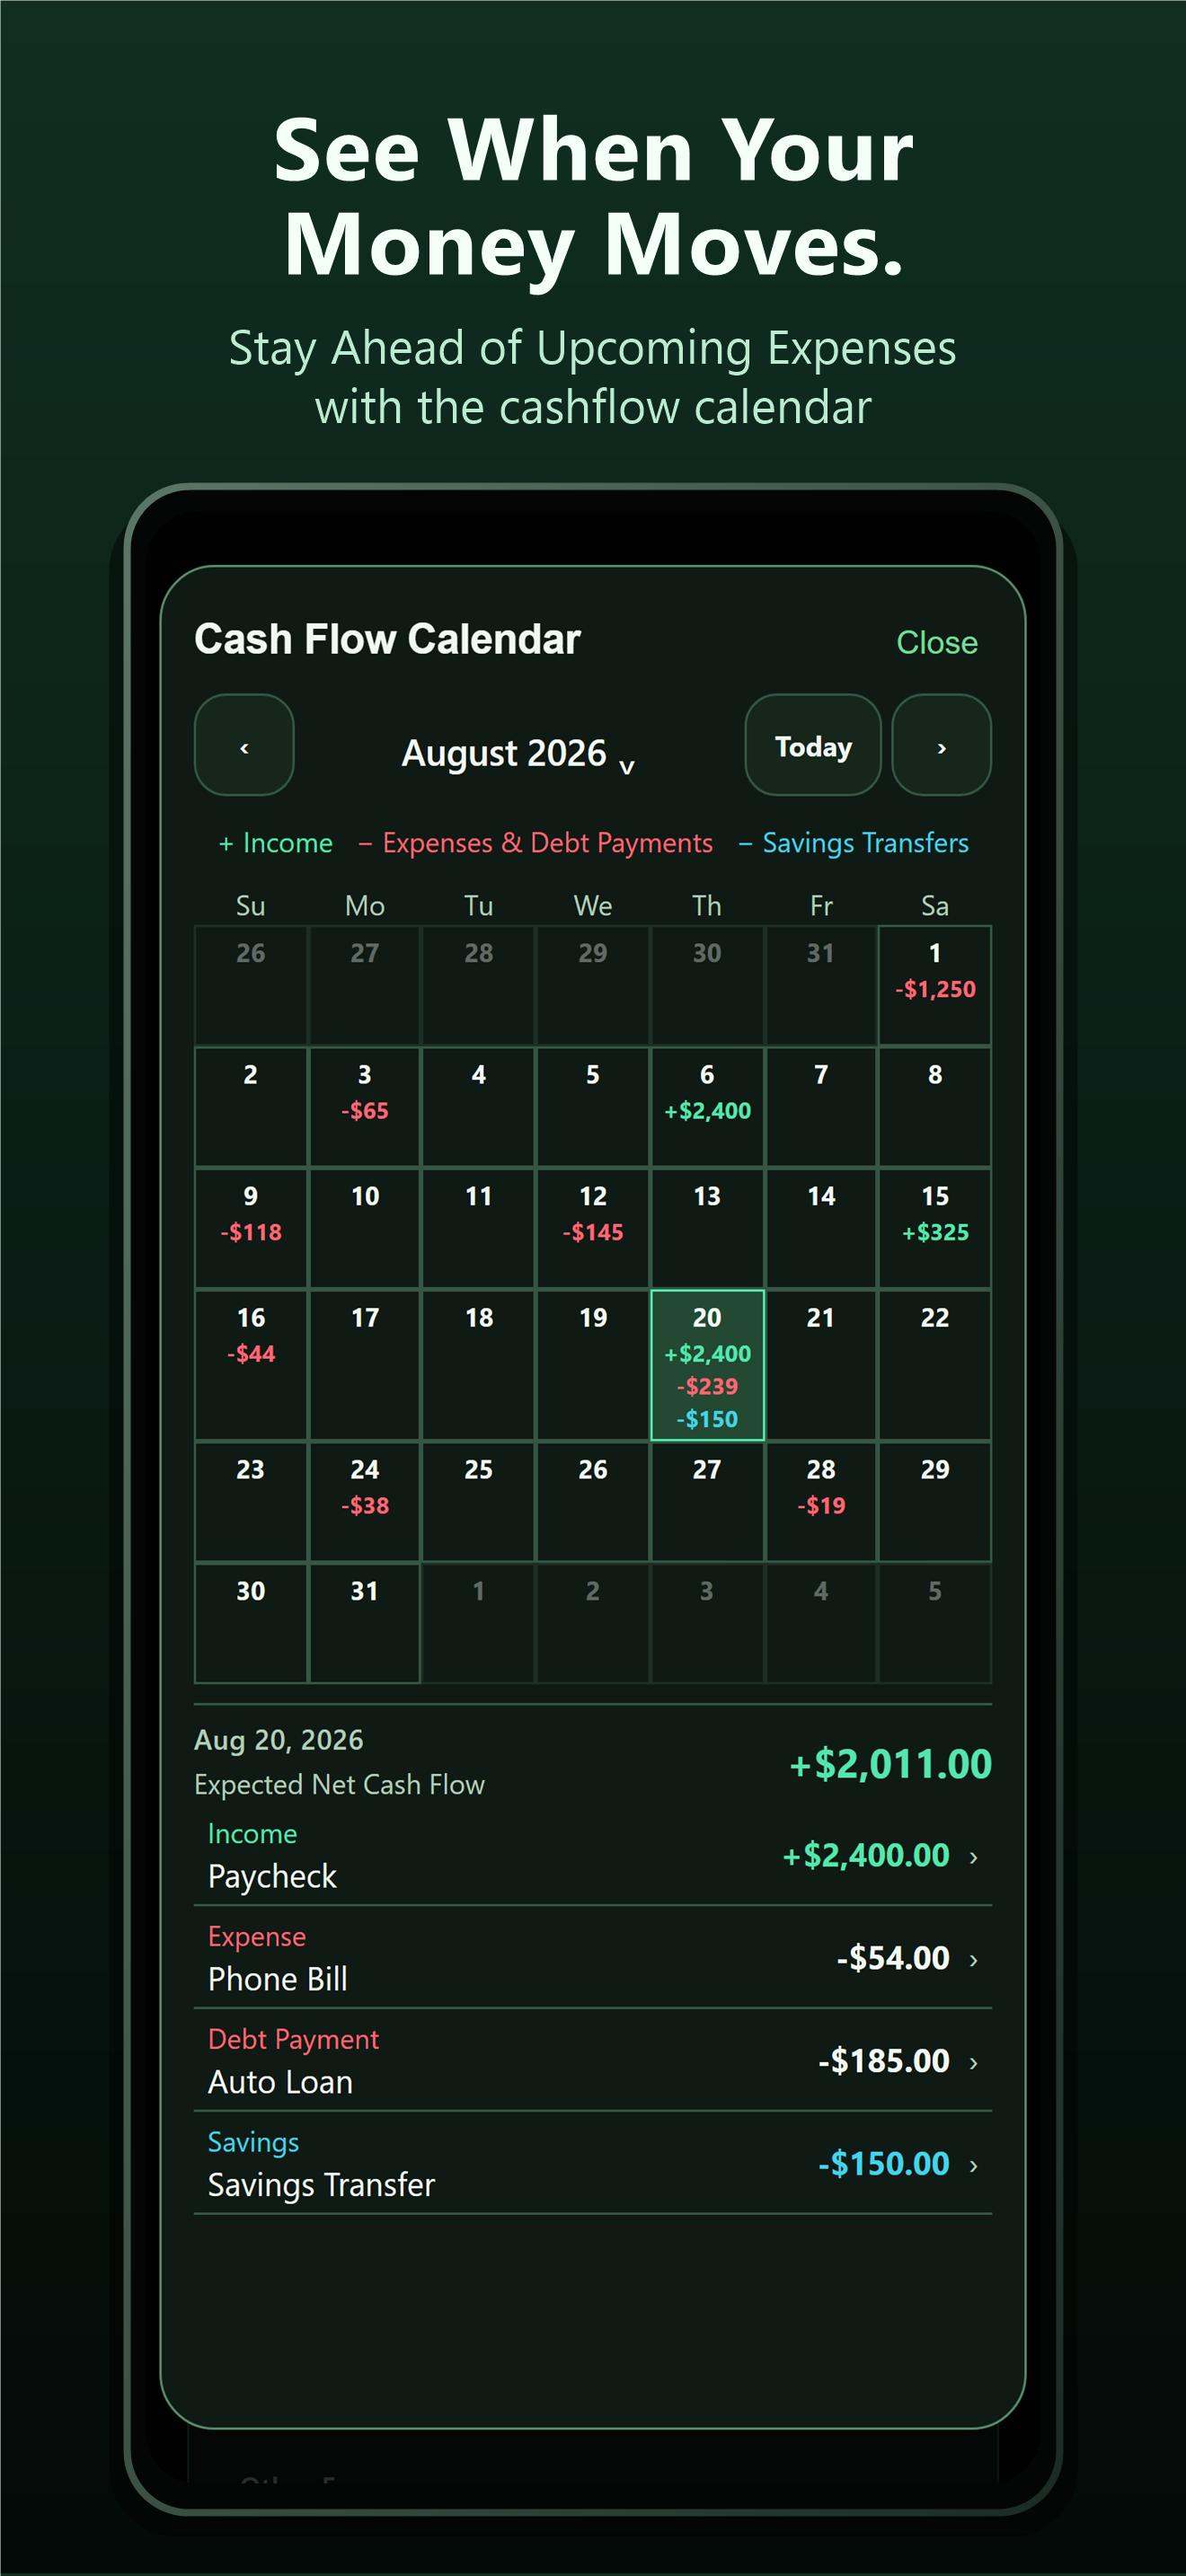 See When Your
Money Moves.
Stay Ahead of Upcoming Expenses
with the cashflow calendar
Cash Flow Calendar Close
‹ August 2026 ˅ Today ›
+ Income − Expenses & Debt Payments − Savings Transfers
Su Mo Tu We Th Fr Sa
26 27 28 29 30 31 1
-$1,250
2 3 4 5 6 7 8
-$65 +$2,400
9 10 11 12 13 14 15
-$118 -$145 +$325
16 17 18 19 20 21 22
-$44 +$2,400
-$239
-$150
23 24 25 26 27 28 29
-$38 -$19
30 31 1 2 3 4 5
Aug 20, 2026
Expected Net Cash Flow +$2,011.00
Income
Paycheck +$2,400.00 ›
Expense
Phone Bill -$54.00 ›
Debt Payment
Auto Loan -$185.00 ›
Savings
Savings Transfer -$150.00 ›